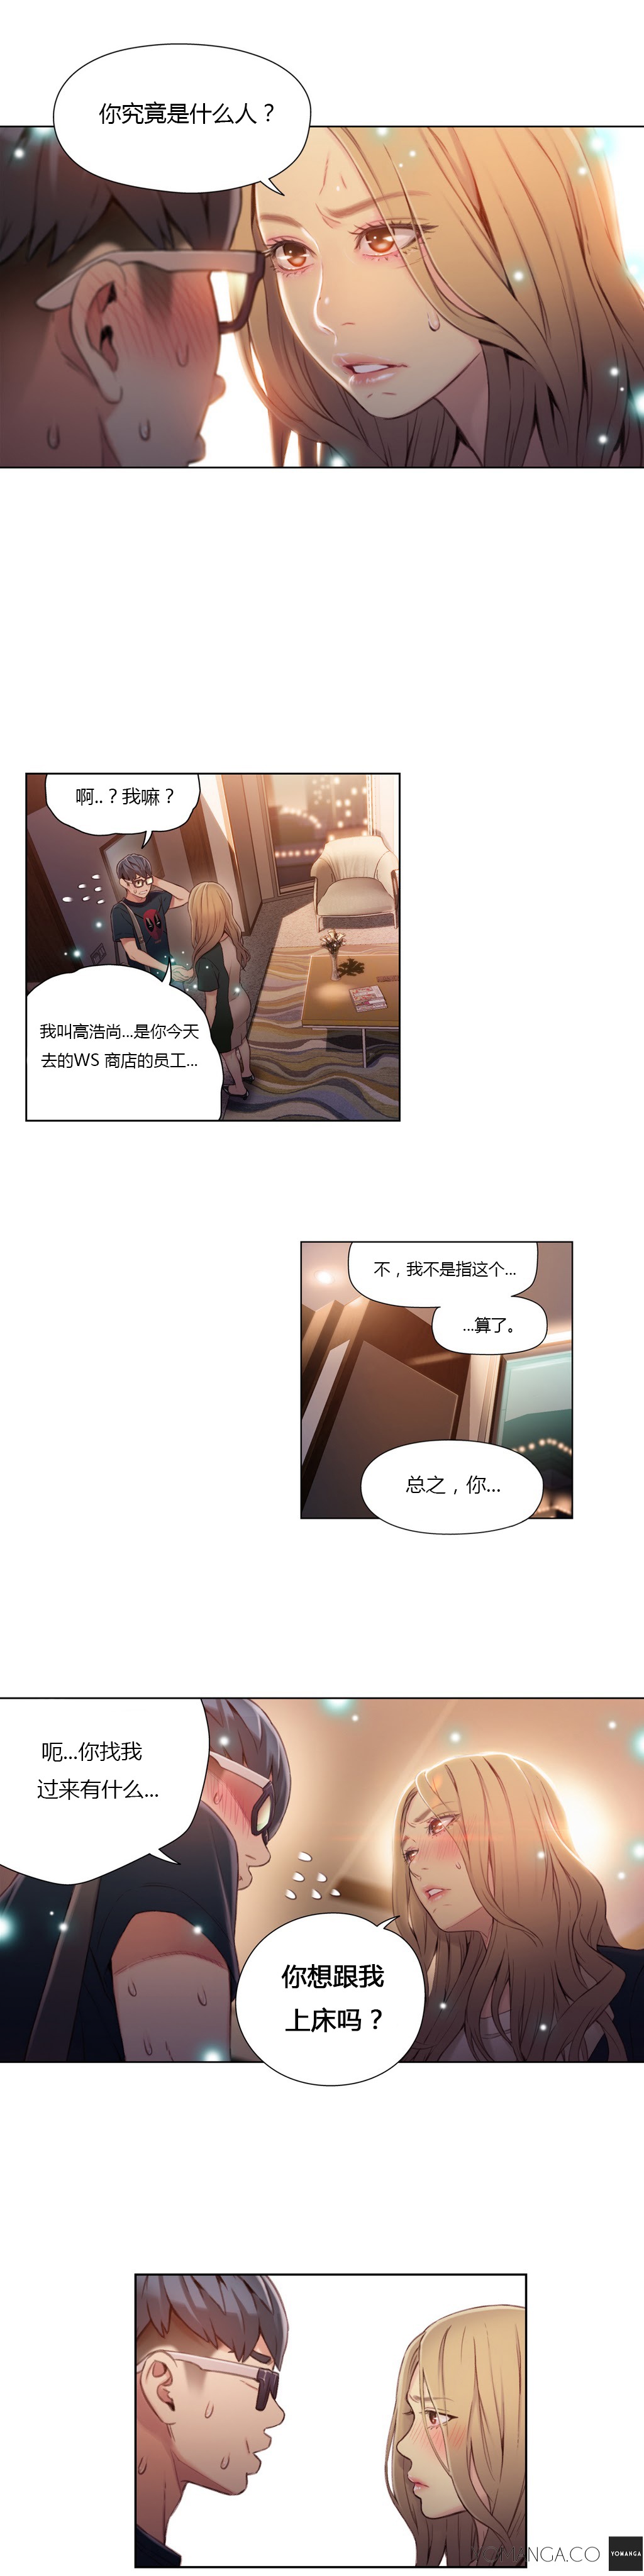 你究竟是什么人？
啊..？我嘛？
我叫高浩尚...是你今天
去的WS 商店的员工...
不，我不是指这个...
...算了。
总之，你...
呃...你找我
过来有什么...
你想跟我
上床吗？
YOMANGA.CO
YOMANGA